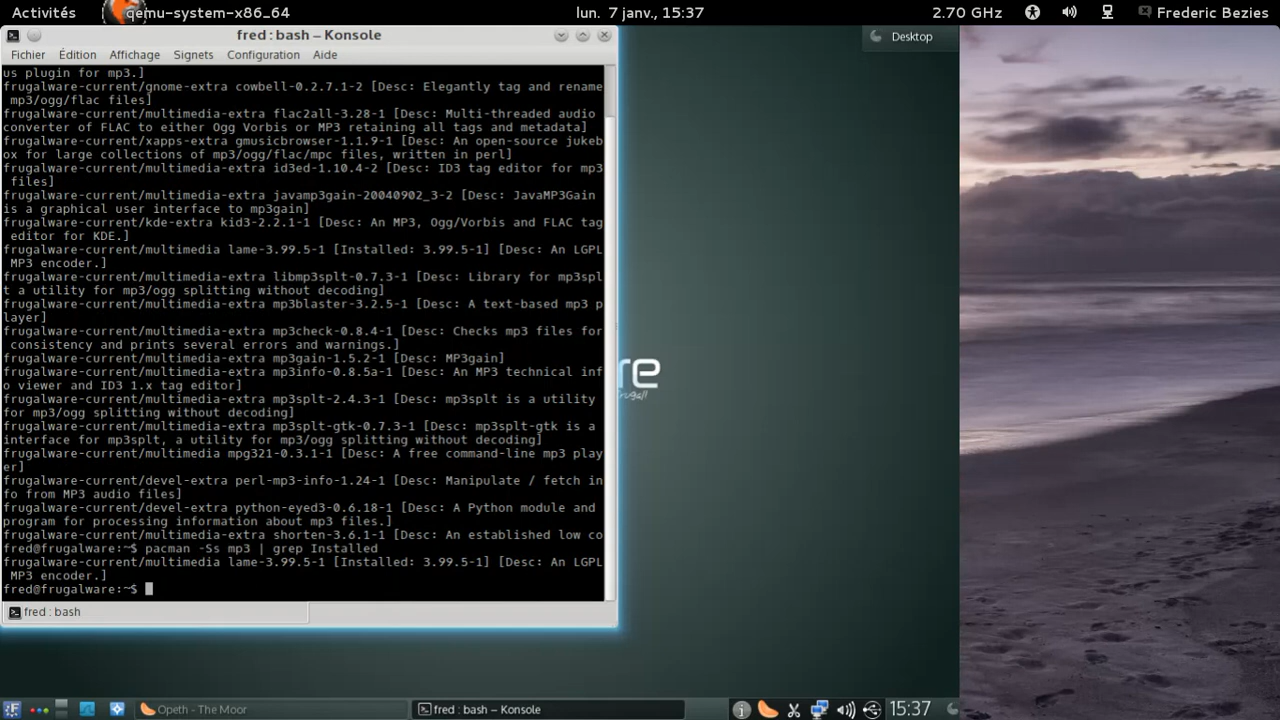 Activités
qemu-system-x86_64
lun. 7 janv., 15:37
2.70 GHz
Frederic Bezies
fred : bash – Konsole
Desktop
Fichier Édition Affichage Signets Configuration Aide
us plugin for mp3.]
frugalware-current/gnome-extra cowbell-0.2.7.1-2 [Desc: Elegantly tag and rename
mp3/ogg/flac files]
frugalware-current/multimedia-extra flac2all-3.28-1 [Desc: Multi-threaded audio
converter of FLAC to either Ogg Vorbis or MP3 retaining all tags and metadata]
frugalware-current/xapps-extra gmusicbrowser-1.1.9-1 [Desc: An open-source jukeb
ox for large collections of mp3/ogg/flac/mpc files, written in perl]
frugalware-current/multimedia-extra id3ed-1.10.4-2 [Desc: ID3 tag editor for mp3
files]
frugalware-current/multimedia-extra javamp3gain-20040902_3-2 [Desc: JavaMP3Gain
is a graphical user interface to mp3gain]
frugalware-current/kde-extra kid3-2.2.1-1 [Desc: An MP3, Ogg/Vorbis and FLAC tag
editor for KDE.]
frugalware-current/multimedia lame-3.99.5-1 [Installed: 3.99.5-1] [Desc: An LGPL
MP3 encoder.]
frugalware-current/multimedia-extra libmp3splt-0.7.3-1 [Desc: Library for mp3spl
t a utility for mp3/ogg splitting without decoding]
frugalware-current/multimedia-extra mp3blaster-3.2.5-1 [Desc: A text-based mp3 p
layer]
frugalware-current/multimedia-extra mp3check-0.8.4-1 [Desc: Checks mp3 files for
consistency and prints several errors and warnings.]
frugalware-current/multimedia-extra mp3gain-1.5.2-1 [Desc: MP3gain]
frugalware-current/multimedia-extra mp3info-0.8.5a-1 [Desc: An MP3 technical inf
o viewer and ID3 1.x tag editor]
frugalware-current/multimedia-extra mp3splt-2.4.3-1 [Desc: mp3splt is a utility
for mp3/ogg splitting without decoding]
frugalware-current/multimedia-extra mp3splt-gtk-0.7.3-1 [Desc: mp3splt-gtk is a
interface for mp3splt, a utility for mp3/ogg splitting without decoding]
frugalware-current/multimedia mpg321-0.3.1-1 [Desc: A free command-line mp3 play
er]
frugalware-current/devel-extra perl-mp3-info-1.24-1 [Desc: Manipulate / fetch in
fo from MP3 audio files]
frugalware-current/devel-extra python-eyed3-0.6.18-1 [Desc: A Python module and
program for processing information about mp3 files.]
frugalware-current/multimedia-extra shorten-3.6.1-1 [Desc: An established low co
fred@frugalware:~$ pacman -Ss mp3 | grep Installed
frugalware-current/multimedia lame-3.99.5-1 [Installed: 3.99.5-1] [Desc: An LGPL
MP3 encoder.]
fred@frugalware:~$
re
frugall
fred : bash
Opeth - The Moor
fred : bash – Konsole
15:37